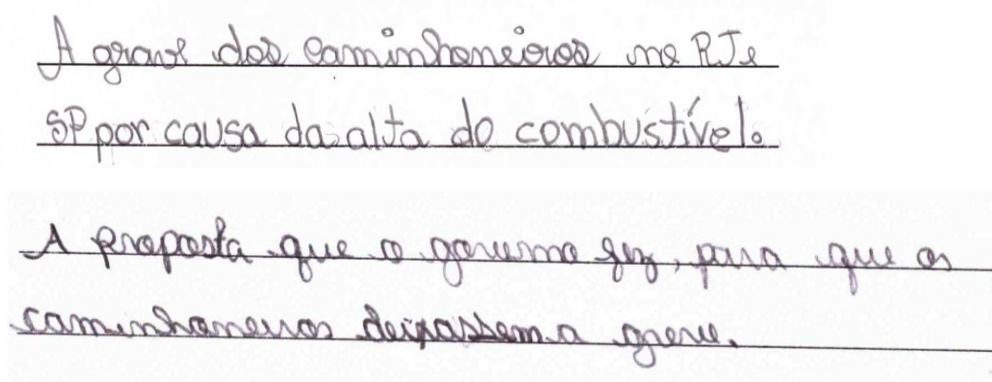 A grave dos caminhoneiros no RJ e
SP por causa da alta do combustível.
A proposta que o governo fez, para que os
caminhoneiros deixassem a greve.